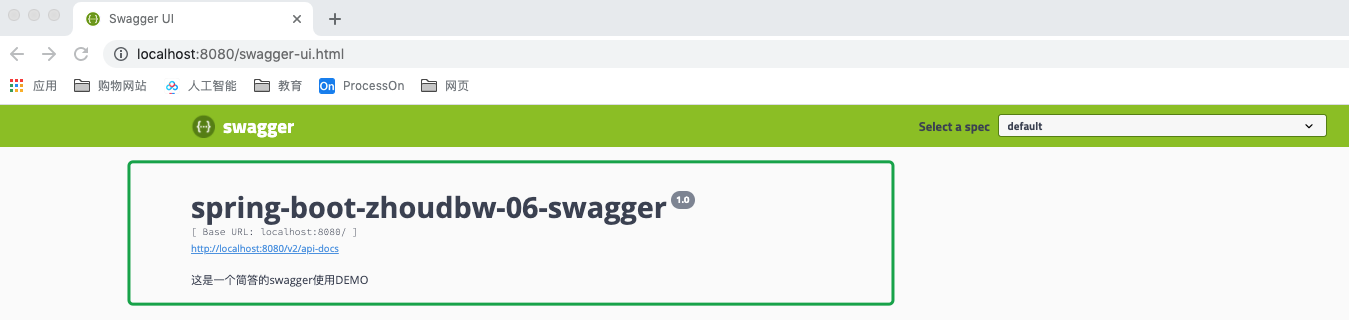 Swagger UI
localhost:8080/swagger-ui.html
应用 购物网站 人工智能 教育 On ProcessOn 网页
{...} swagger Select a spec default
spring-boot-zhoudbw-06-swagger 1.0
[ Base URL: localhost:8080/ ]
http://localhost:8080/v2/api-docs
这是一个简答的swagger使用DEMO